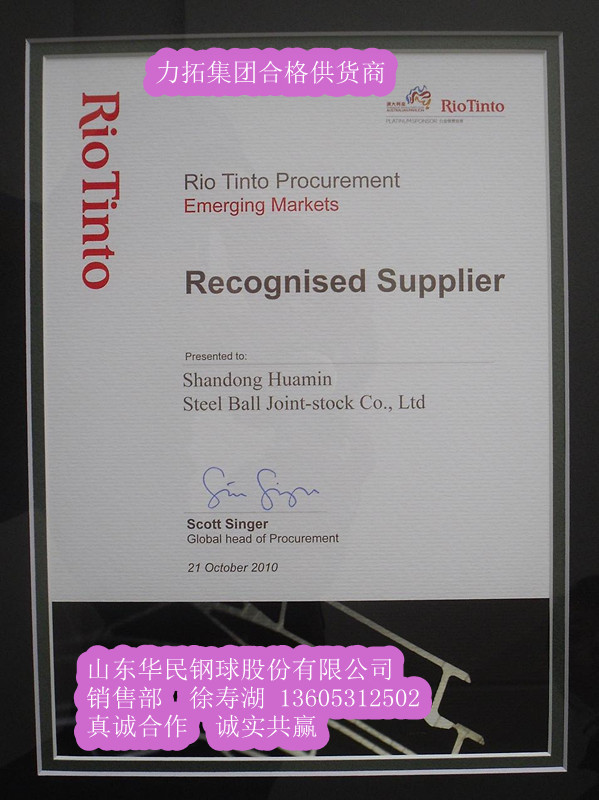 力拓集团合格供货商
RioTinto
RioTinto
Rio Tinto Procurement
Emerging Markets
Recognised Supplier
Presented to:
Shandong Huamin
Steel Ball Joint-stock Co., Ltd
Scott Singer
Global head of Procurement
21 October 2010
山东华民钢球股份有限公司
销售部 徐寿湖 13605312502
真诚合作 诚实共赢